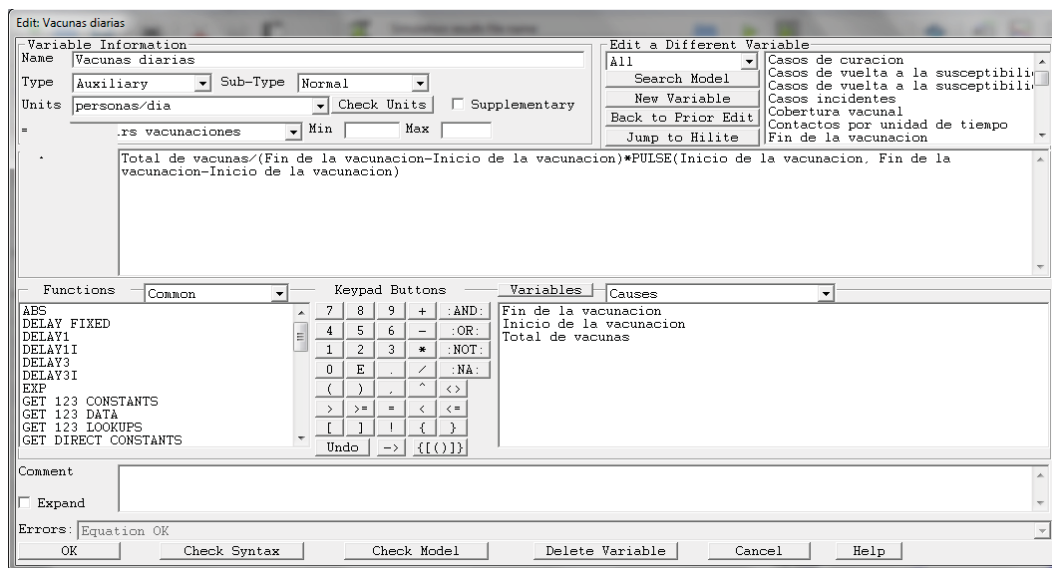 Edit: Vacunas diarias
Variable Information
Edit a Different Variable
Name Vacunas diarias
All
Type Auxiliary Sub-Type Normal
Search Model
Units personas/dia Check Units Supplementary
New Variable
= .rs vacunaciones Min Max
Back to Prior Edit
Jump to Hilite
Casos de curacion
Casos de vuelta a la susceptibili
Casos de vuelta a la susceptibili
Casos incidentes
Cobertura vacunal
Contactos por unidad de tiempo
Fin de la vacunacion
Total de vacunas/(Fin de la vacunacion-Inicio de la vacunacion)*PULSE(Inicio de la vacunacion, Fin de la
vacunacion-Inicio de la vacunacion)
Functions Common
Keypad Buttons
Variables Causes
ABS
DELAY FIXED
DELAY1
DELAY1I
DELAY3
DELAY3I
EXP
GET 123 CONSTANTS
GET 123 DATA
GET 123 LOOKUPS
GET DIRECT CONSTANTS
7 8 9 + :AND:
4 5 6 - :OR:
1 2 3 * :NOT:
0 E . / :NA:
( ) , ^ <>
> >= = < <=
[ ] ! { }
Undo -> {[()]}
Fin de la vacunacion
Inicio de la vacunacion
Total de vacunas
Comment
Expand
Errors: Equation OK
OK Check Syntax Check Model Delete Variable Cancel Help